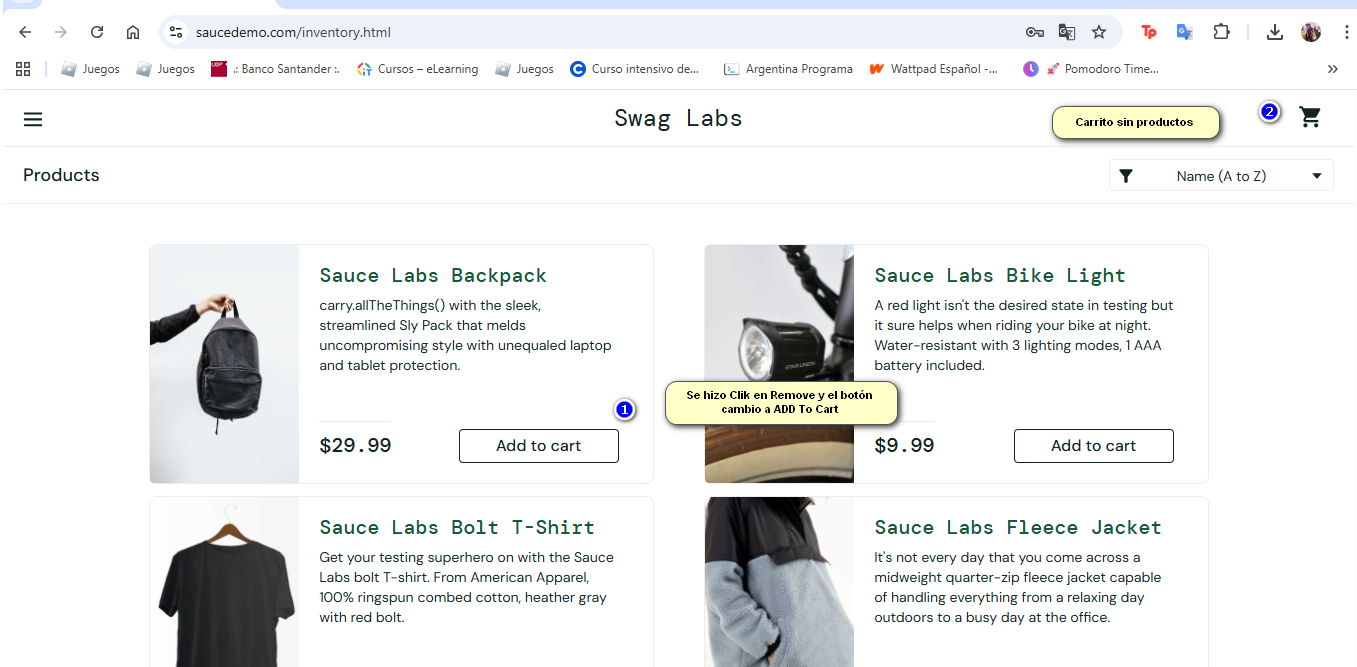 saucedemo.com/inventory.html
Juegos
Juegos
.: Banco Santander :.
Cursos – eLearning
Juegos
Curso intensivo de...
Argentina Programa
Wattpad Español -...
Pomodoro Time...
Swag Labs
Carrito sin productos
2
Products
Name (A to Z)
Sauce Labs Backpack
carry.allTheThings() with the sleek,
streamlined Sly Pack that melds
uncompromising style with unequaled laptop
and tablet protection.
1
$29.99
Add to cart
Sauce Labs Bike Light
A red light isn't the desired state in testing but
it sure helps when riding your bike at night.
Water-resistant with 3 lighting modes, 1 AAA
battery included.
Se hizo Clik en Remove y el botón
cambio a ADD To Cart
$9.99
Add to cart
Sauce Labs Bolt T-Shirt
Get your testing superhero on with the Sauce
Labs bolt T-shirt. From American Apparel,
100% ringspun combed cotton, heather gray
with red bolt.
Sauce Labs Fleece Jacket
It's not every day that you come across a
midweight quarter-zip fleece jacket capable
of handling everything from a relaxing day
outdoors to a busy day at the office.